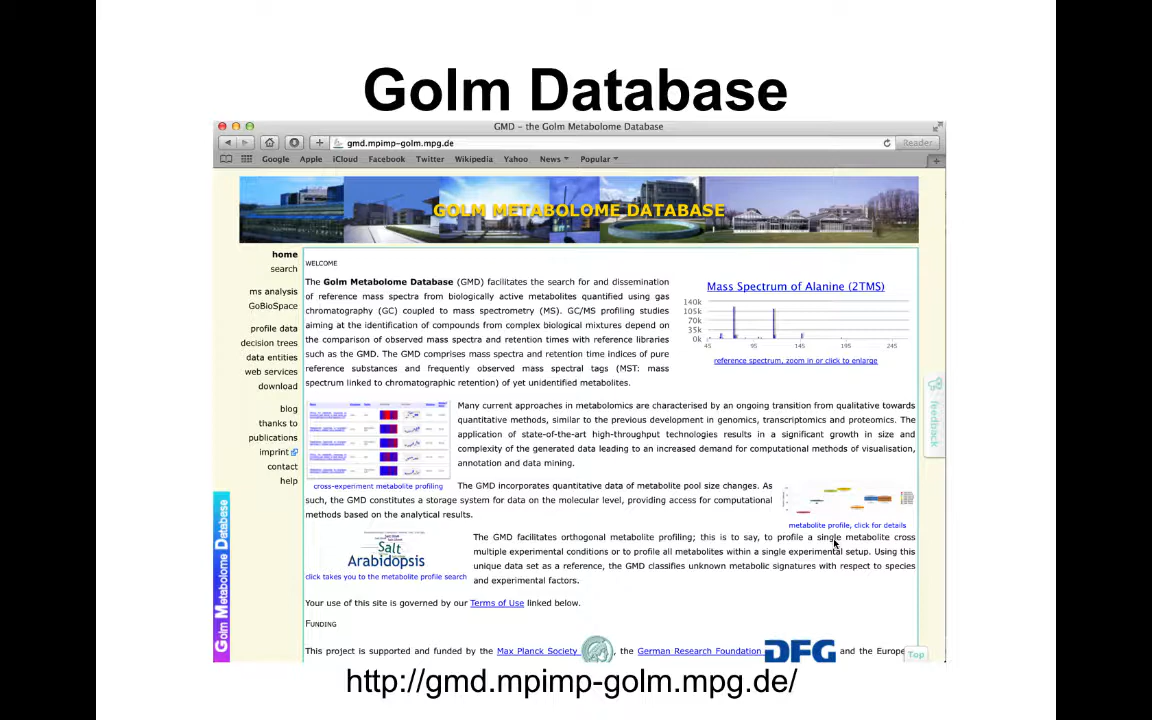 Golm Database
GMD – the Golm Metabolome Database
gmd.mpimp-golm.mpg.de
Reader
Google Apple iCloud Facebook Twitter Wikipedia Yahoo News Popular
GOLM METABOLOME DATABASE
home
search
ms analysis
GoBioSpace
profile data
decision trees
data entities
web services
download
blog
thanks to
publications
imprint
contact
help
Golm Metabolome Database
WELCOME
The Golm Metabolome Database (GMD) facilitates the search for and dissemination
of reference mass spectra from biologically active metabolites quantified using gas
chromatography (GC) coupled to mass spectrometry (MS). GC/MS profiling studies
aiming at the identification of compounds from complex biological mixtures depend on
the comparison of observed mass spectra and retention times with reference libraries
such as the GMD. The GMD comprises mass spectra and retention time indices of pure
reference substances and frequently observed mass spectral tags (MST: mass
spectrum linked to chromatographic retention) of yet unidentified metabolites.
Mass Spectrum of Alanine (2TMS)
140k
105k
70k
35k
0k
45 95 145 195 245
reference spectrum, zoom in or click to enlarge
feedback
Many current approaches in metabolomics are characterised by an ongoing transition from qualitative towards
quantitative methods, similar to the previous development in genomics, transcriptomics and proteomics. The
application of state-of-the-art high-throughput technologies results in a significant growth in size and
complexity of the generated data leading to an increased demand for computational methods of visualisation,
annotation and data mining.
cross-experiment metabolite profiling
The GMD incorporates quantitative data of metabolite pool size changes. As
such, the GMD constitutes a storage system for data on the molecular level, providing access for computational
methods based on the analytical results.
metabolite profile, click for details
Salt
Arabidopsis
click takes you to the metabolite profile search
The GMD facilitates orthogonal metabolite profiling; this is to say, to profile a single metabolite cross
multiple experimental conditions or to profile all metabolites within a single experimental setup. Using this
unique data set as a reference, the GMD classifies unknown metabolic signatures with respect to species
and experimental factors.
Your use of this site is governed by our Terms of Use linked below.
FUNDING
This project is supported and funded by the Max Planck Society , the German Research Foundation DFG and the Europe
Top
http://gmd.mpimp-golm.mpg.de/